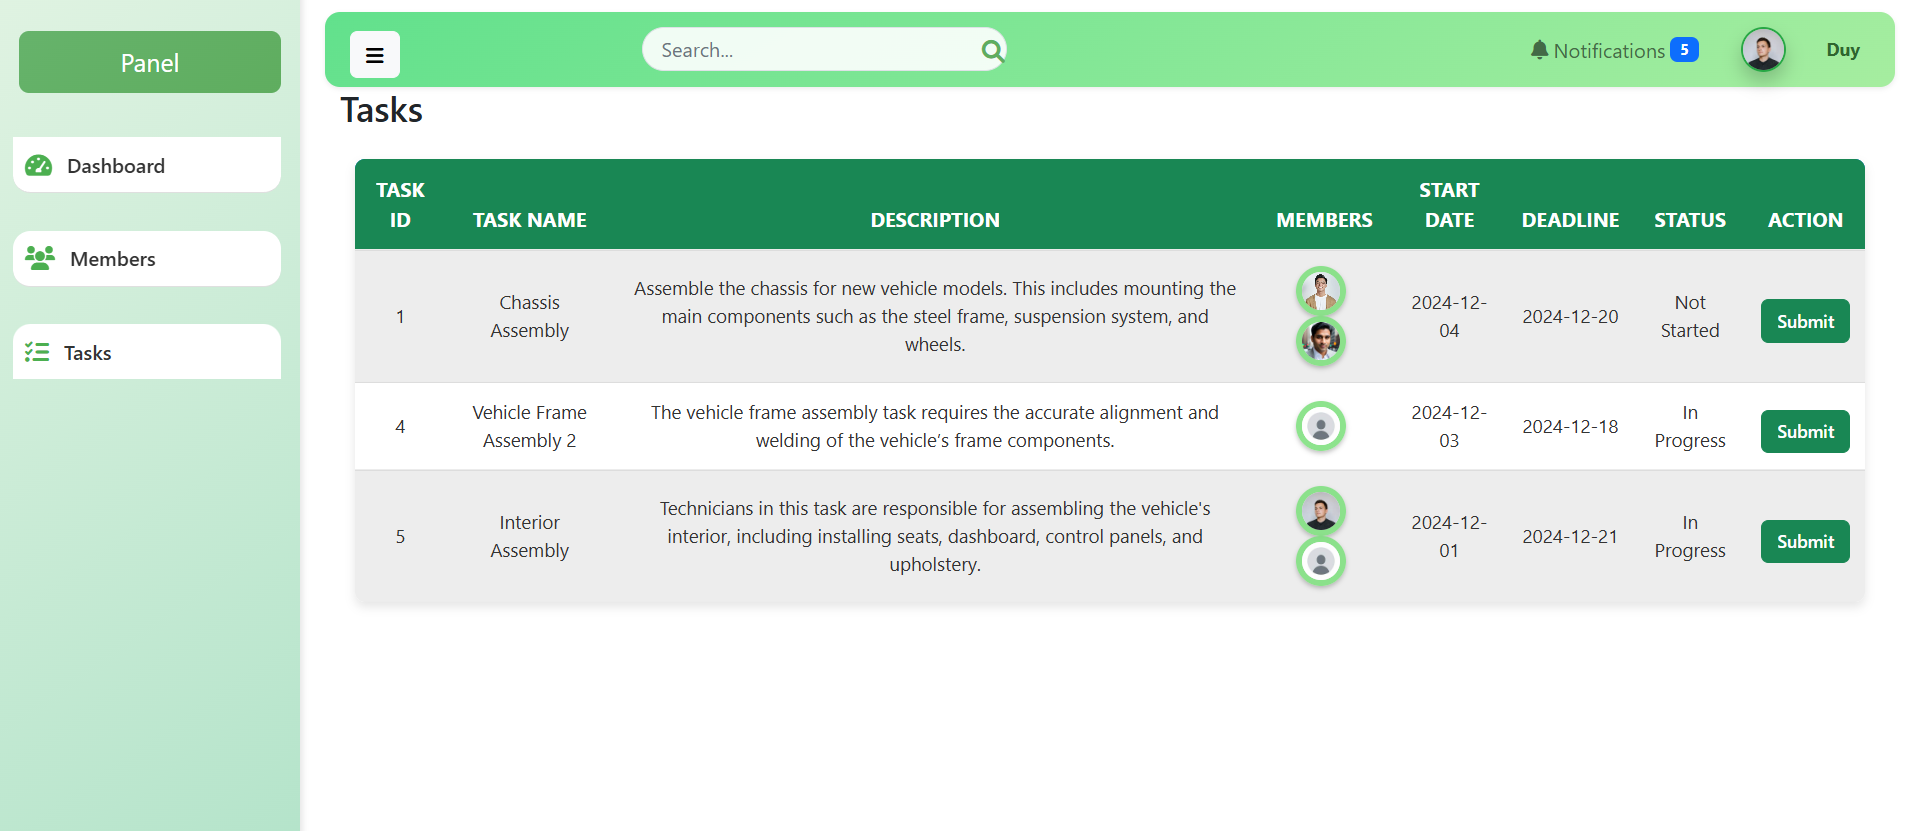 Panel
Dashboard
Members
Tasks
Search...
Notifications 5
Duy
Tasks
TASK
ID
TASK NAME
DESCRIPTION
MEMBERS
START
DATE
DEADLINE
STATUS
ACTION
1
Chassis
Assembly
Assemble the chassis for new vehicle models. This includes mounting the
main components such as the steel frame, suspension system, and
wheels.
2024-12-
04
2024-12-20
Not
Started
Submit
4
Vehicle Frame
Assembly 2
The vehicle frame assembly task requires the accurate alignment and
welding of the vehicle’s frame components.
2024-12-
03
2024-12-18
In
Progress
Submit
5
Interior
Assembly
Technicians in this task are responsible for assembling the vehicle's
interior, including installing seats, dashboard, control panels, and
upholstery.
2024-12-
01
2024-12-21
In
Progress
Submit